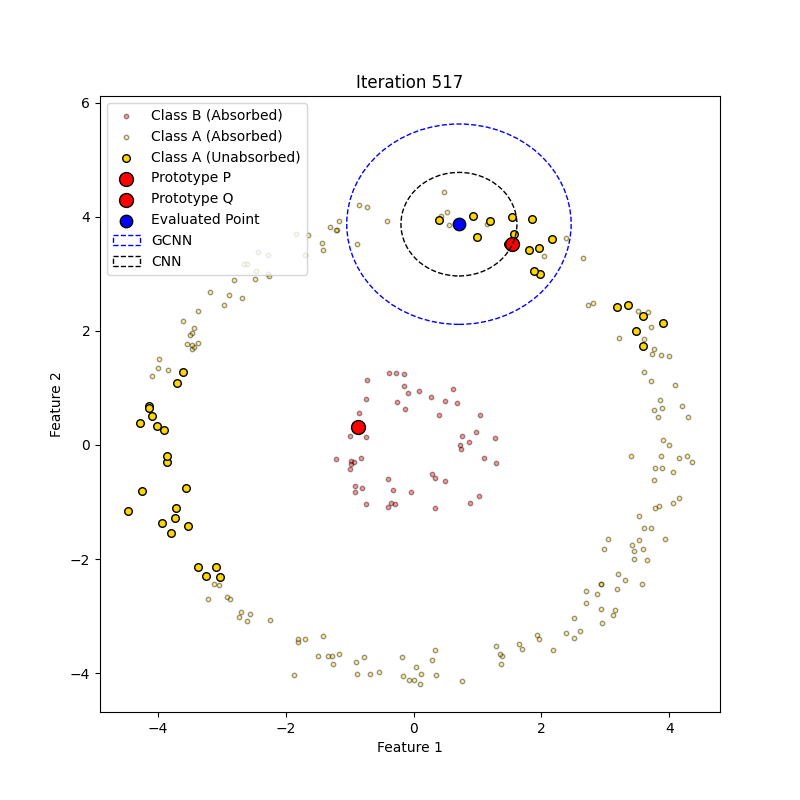 Iteration 517
Class B (Absorbed)
Class A (Absorbed)
Class A (Unabsorbed)
Prototype P
Prototype Q
Evaluated Point
GCNN
CNN
6
4
2
0
−2
−4
Feature 2
−4
−2
0
2
4
Feature 1